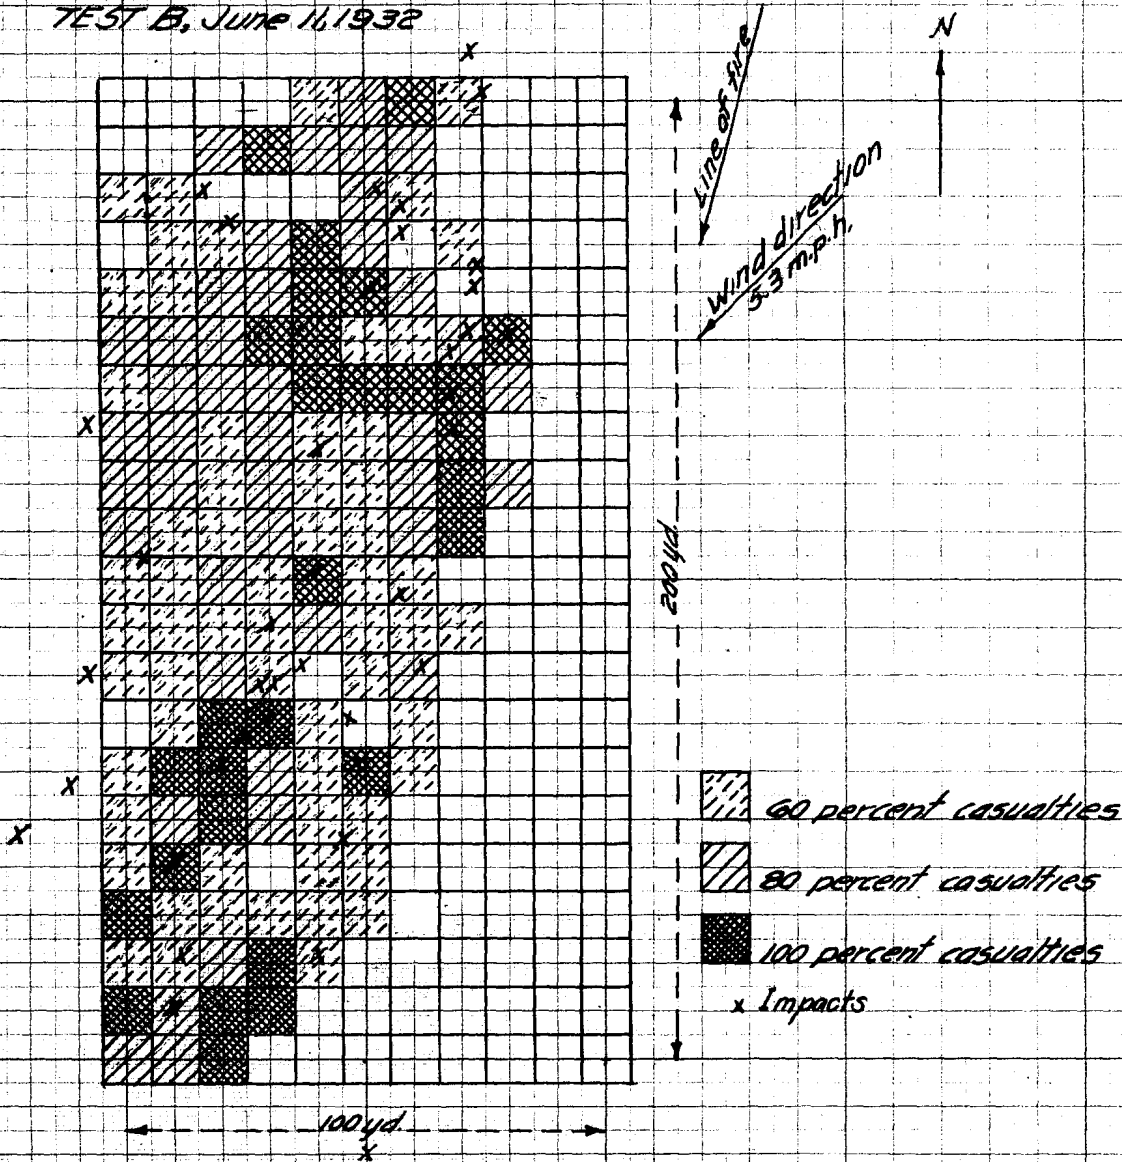 TEST B, June 11, 1932
N
Line of fire
Wind direction
5.3 m.p.h.
200 yd.
60 percent casualties
80 percent casualties
100 percent casualties
x Impacts
100 yd.